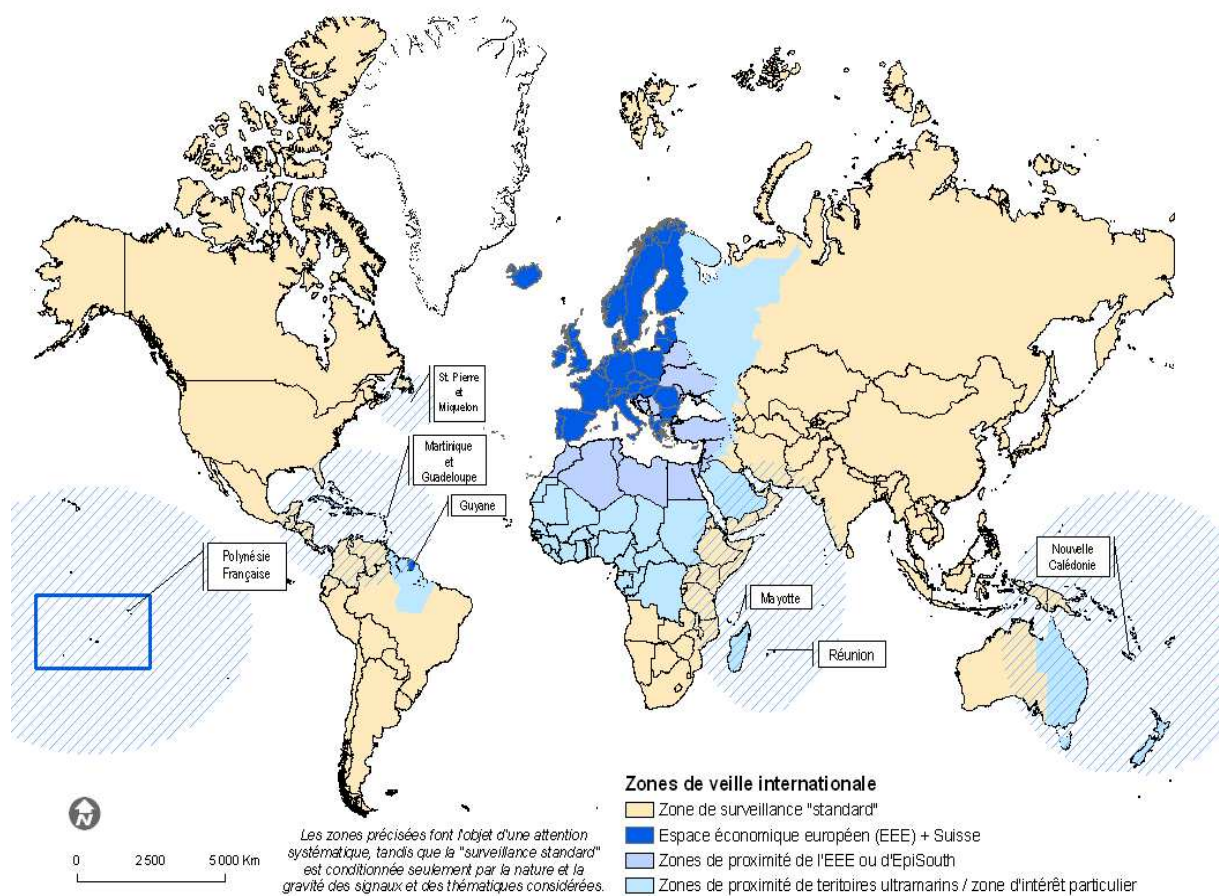 St. Pierre
et
Miquelon
Martinique
et
Guadeloupe
Guyane
Polynésie
Française
Nouvelle
Calédonie
Mayotte
Réunion
N
0 2 500 5 000 Km
Les zones précisées font l'objet d'une attention
systématique, tandis que la "surveillance standard"
est conditionnée seulement par la nature et la
gravité des signaux et des thématiques considérées.
Zones de veille internationale
Zone de surveillance "standard"
Espace économique européen (EEE) + Suisse
Zones de proximité de l'EEE ou d'EpiSouth
Zones de proximité de teritoires ultramarins / zone d'intérêt particulier